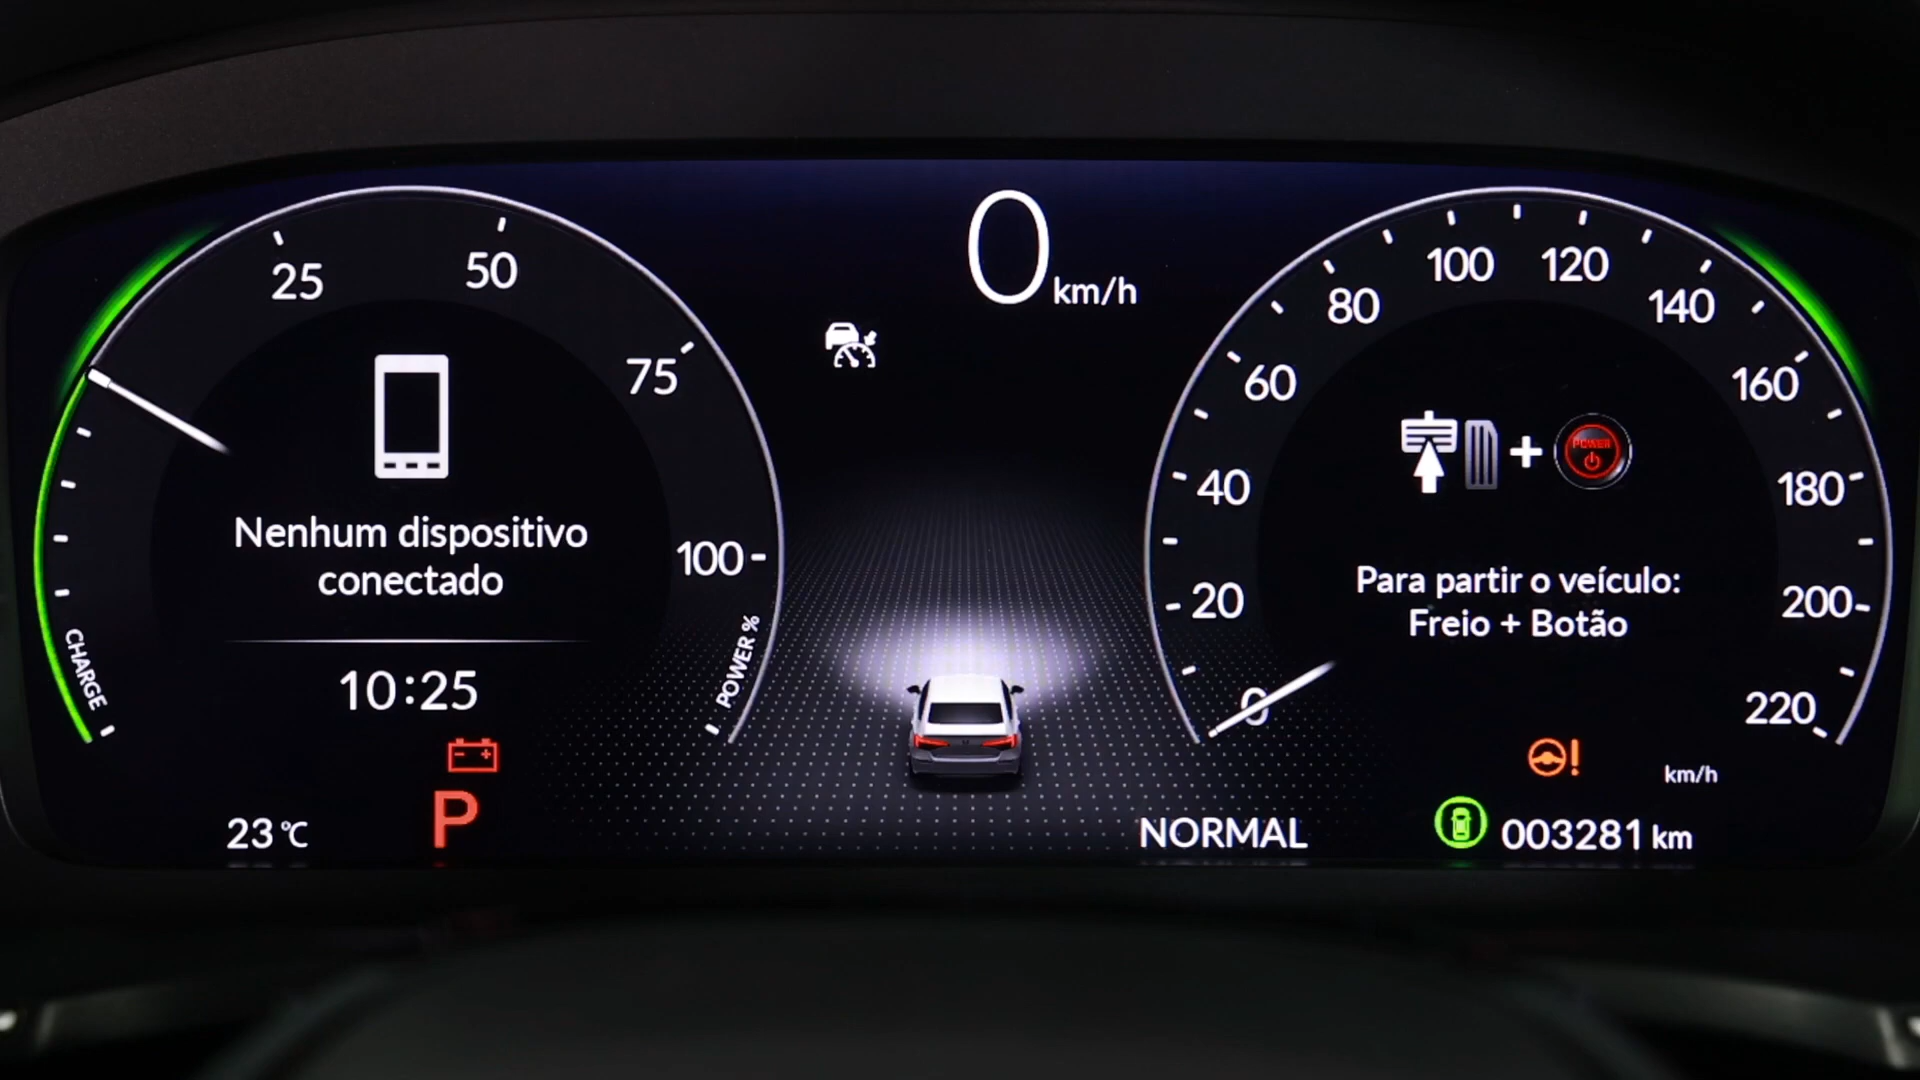 0 km/h
25
50
75
100
CHARGE
POWER %
Nenhum dispositivo
conectado
10:25
23 °C
P
0
20
40
60
80
100
120
140
160
180
200
220
km/h
+
POWER
Para partir o veículo:
Freio + Botão
!
NORMAL
003281 km